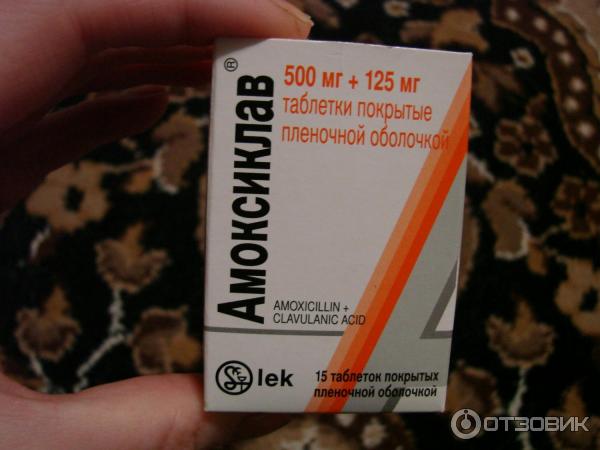 Амоксиклав®
500 мг + 125 мг
таблетки покрытые
пленочной оболочкой
AMOXICILLIN +
CLAVULANIC ACID
lek
15 таблеток покрытых
пленочной оболочкой
ОТЗОВИК